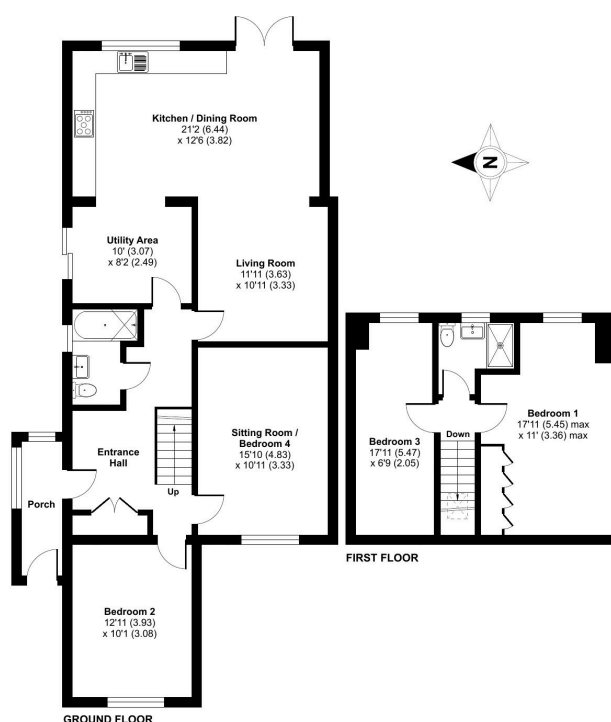 Kitchen / Dining Room
21'2 (6.44)
x 12'6 (3.82)
N
Utility Area
10' (3.07)
x 8'2 (2.49)
Living Room
11'11 (3.63)
x 10'11 (3.33)
Sitting Room /
Bedroom 4
15'10 (4.83)
x 10'11 (3.33)
Entrance
Hall
Up
Porch
Bedroom 2
12'11 (3.93)
x 10'1 (3.08)
GROUND FLOOR
Bedroom 1
17'11 (5.45) max
x 11' (3.36) max
Down
Bedroom 3
17'11 (5.47)
x 6'9 (2.05)
FIRST FLOOR